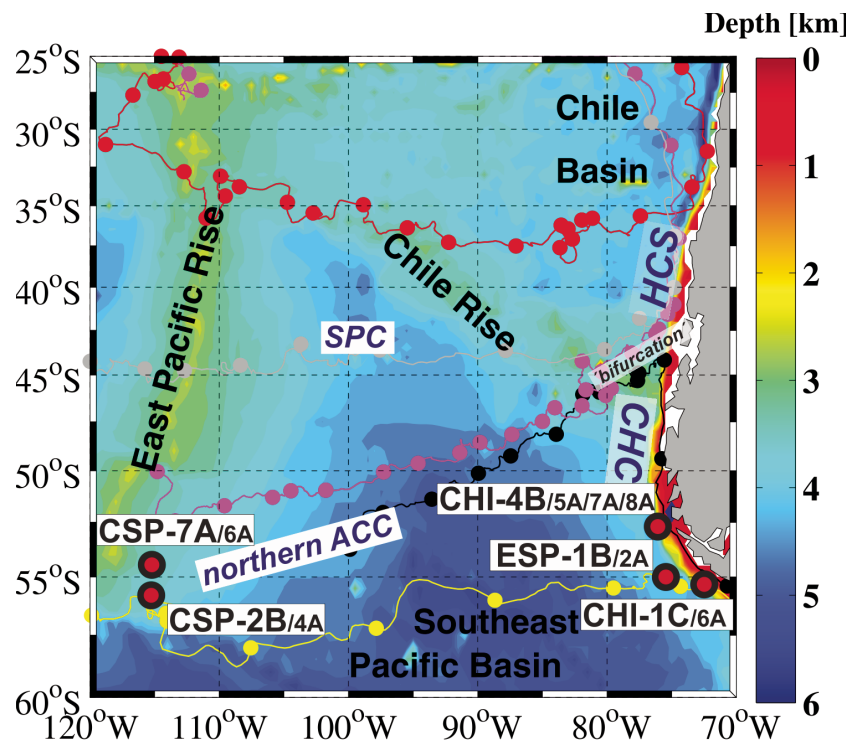 Depth [km]
25°S
30°S
35°S
40°S
45°S
50°S
55°S
60°S
120°W
110°W
100°W
90°W
80°W
70°W
0
1
2
3
4
5
6
Chile
Basin
East Pacific Rise
Chile Rise
HCS
SPC
'bifurcation'
CHC
CHI-4B/5A/7A/8A
CSP-7A/6A
northern ACC
ESP-1B/2A
CSP-2B/4A
CHI-1C/6A
Southeast
Pacific Basin